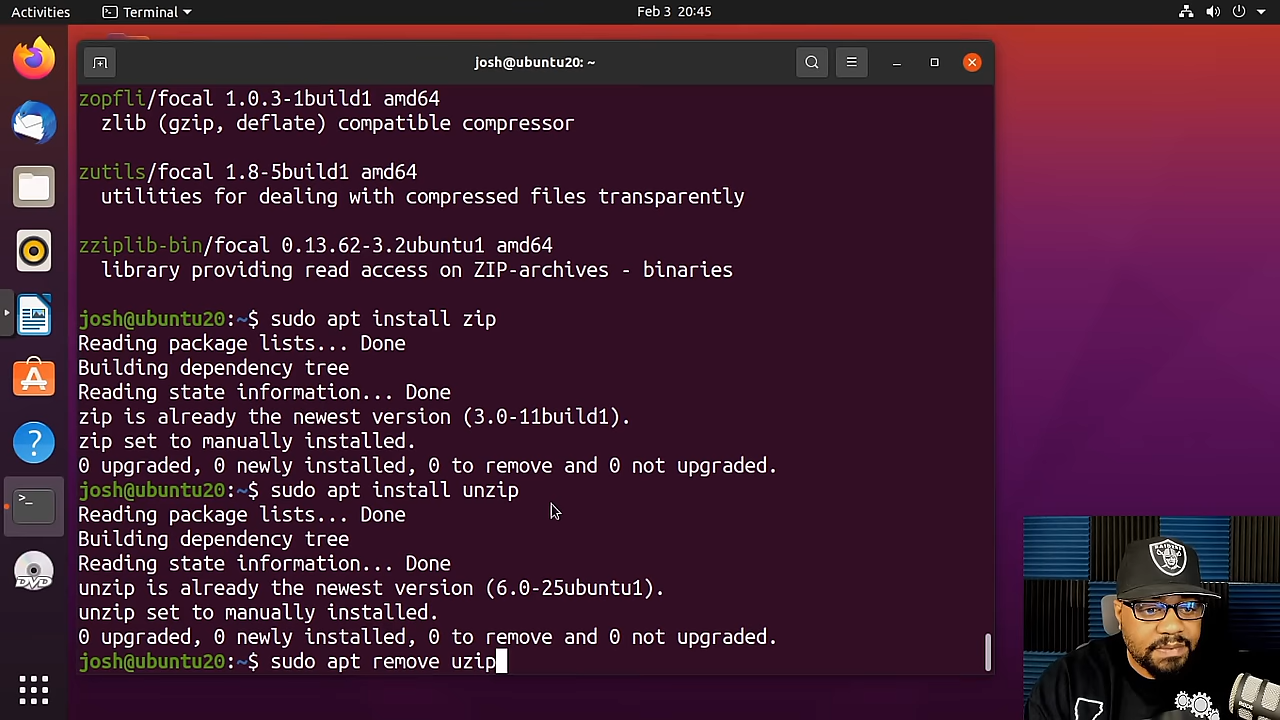 Activities
Terminal
Feb 3 20:45
josh@ubuntu20: ~
zopfli/focal 1.0.3-1build1 amd64
zlib (gzip, deflate) compatible compressor
zutils/focal 1.8-5build1 amd64
utilities for dealing with compressed files transparently
zziplib-bin/focal 0.13.62-3.2ubuntu1 amd64
library providing read access on ZIP-archives - binaries
josh@ubuntu20:~$ sudo apt install zip
Reading package lists... Done
Building dependency tree
Reading state information... Done
zip is already the newest version (3.0-11build1).
zip set to manually installed.
0 upgraded, 0 newly installed, 0 to remove and 0 not upgraded.
josh@ubuntu20:~$ sudo apt install unzip
Reading package lists... Done
Building dependency tree
Reading state information... Done
unzip is already the newest version (6.0-25ubuntu1).
unzip set to manually installed.
0 upgraded, 0 newly installed, 0 to remove and 0 not upgraded.
josh@ubuntu20:~$ sudo apt remove uzip
>_
?
DVD
RAIDERS